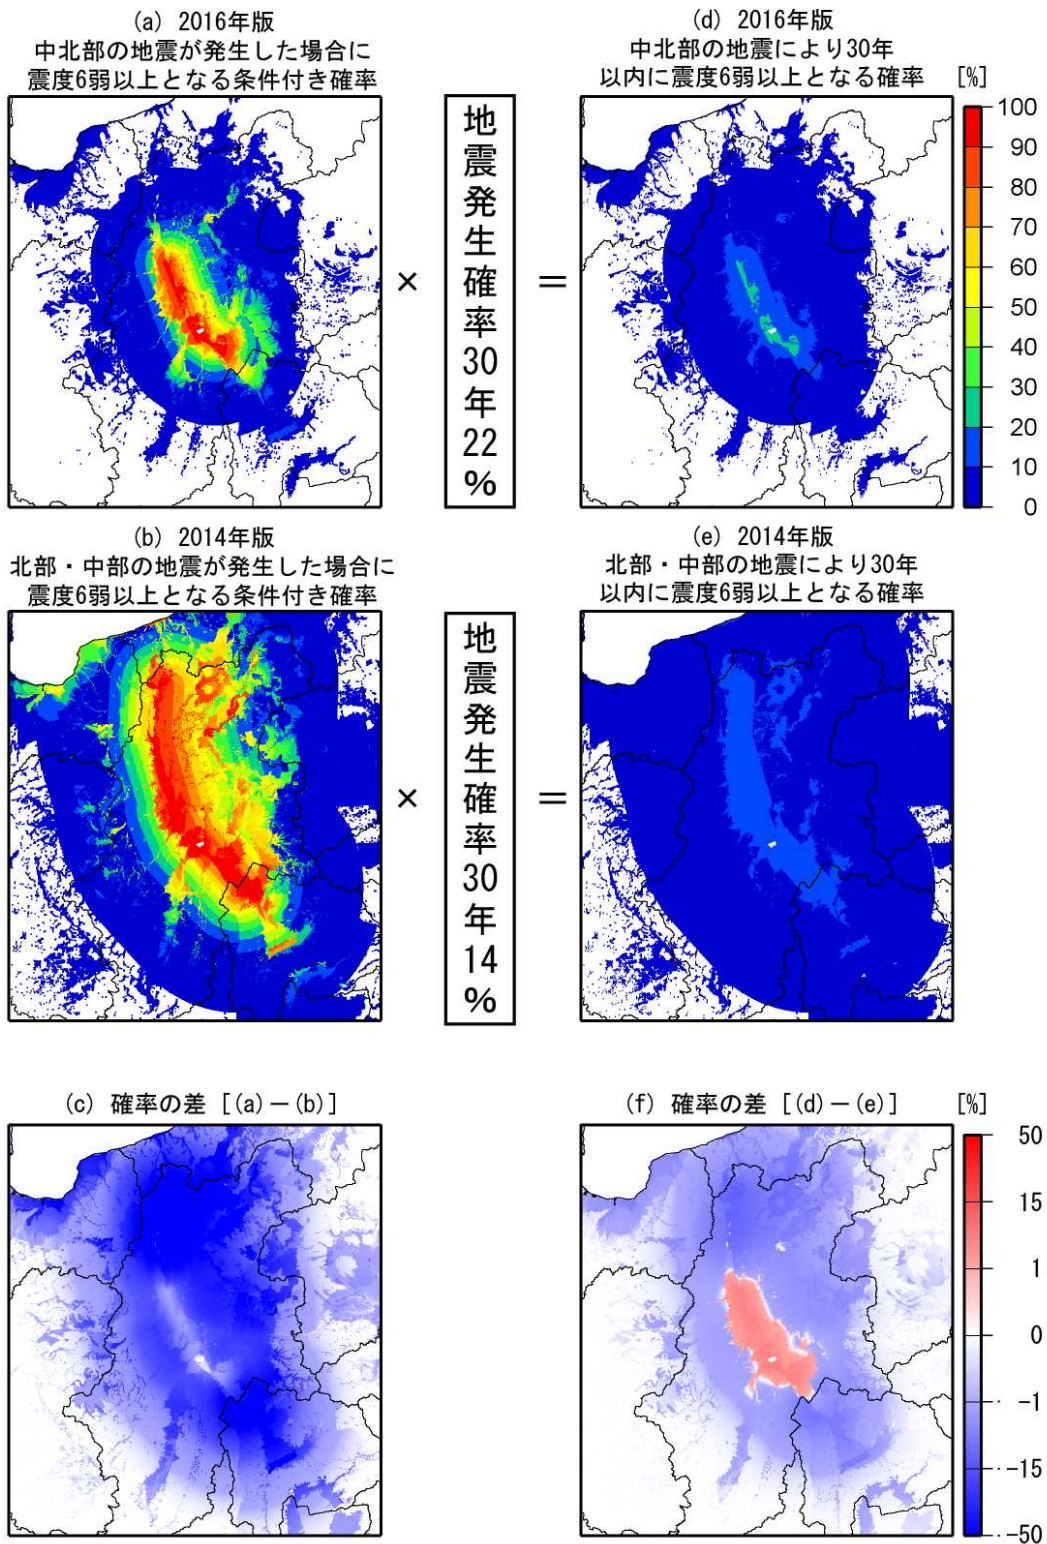 (a) 2016年版
中北部の地震が発生した場合に
震度6弱以上となる条件付き確率
地震発生確率30年22%
×
=
(d) 2016年版
中北部の地震により30年
以内に震度6弱以上となる確率
[%]
100
90
80
70
60
50
40
30
20
10
0
(b) 2014年版
北部・中部の地震が発生した場合に
震度6弱以上となる条件付き確率
地震発生確率30年14%
×
=
(e) 2014年版
北部・中部の地震により30年
以内に震度6弱以上となる確率
(c) 確率の差 [(a)－(b)]
(f) 確率の差 [(d)－(e)]
[%]
50
15
1
0
-1
-15
-50